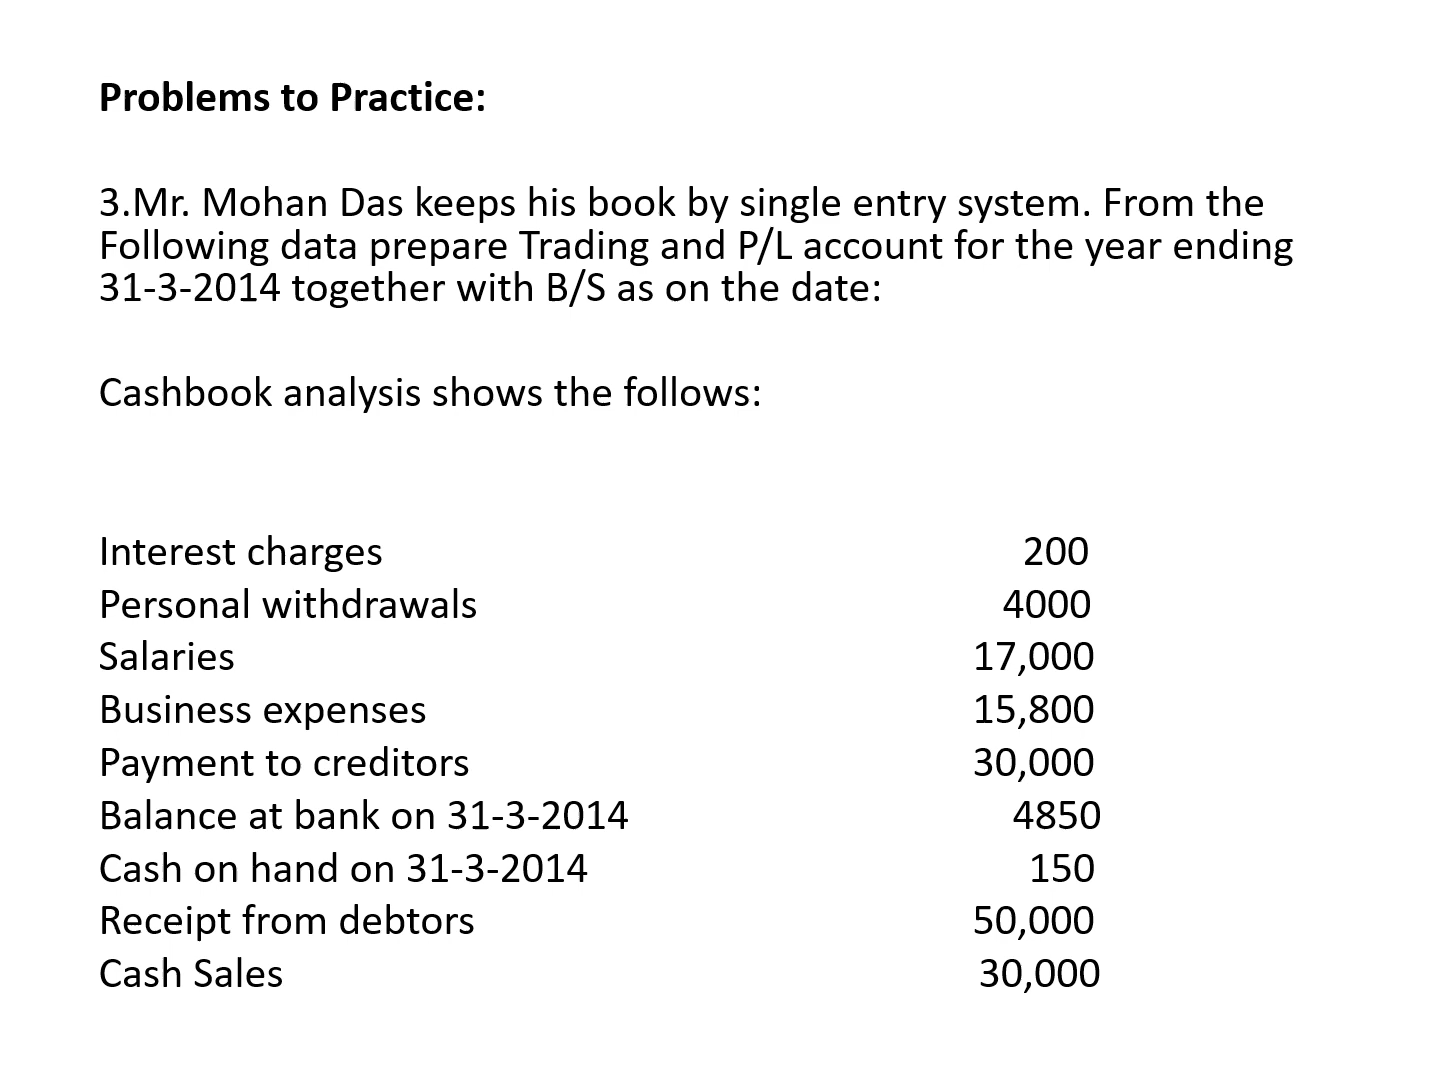 Problems to Practice:
3.Mr. Mohan Das keeps his book by single entry system. From the
Following data prepare Trading and P/L account for the year ending
31-3-2014 together with B/S as on the date:
Cashbook analysis shows the follows:
Interest charges 200
Personal withdrawals 4000
Salaries 17,000
Business expenses 15,800
Payment to creditors 30,000
Balance at bank on 31-3-2014 4850
Cash on hand on 31-3-2014 150
Receipt from debtors 50,000
Cash Sales 30,000